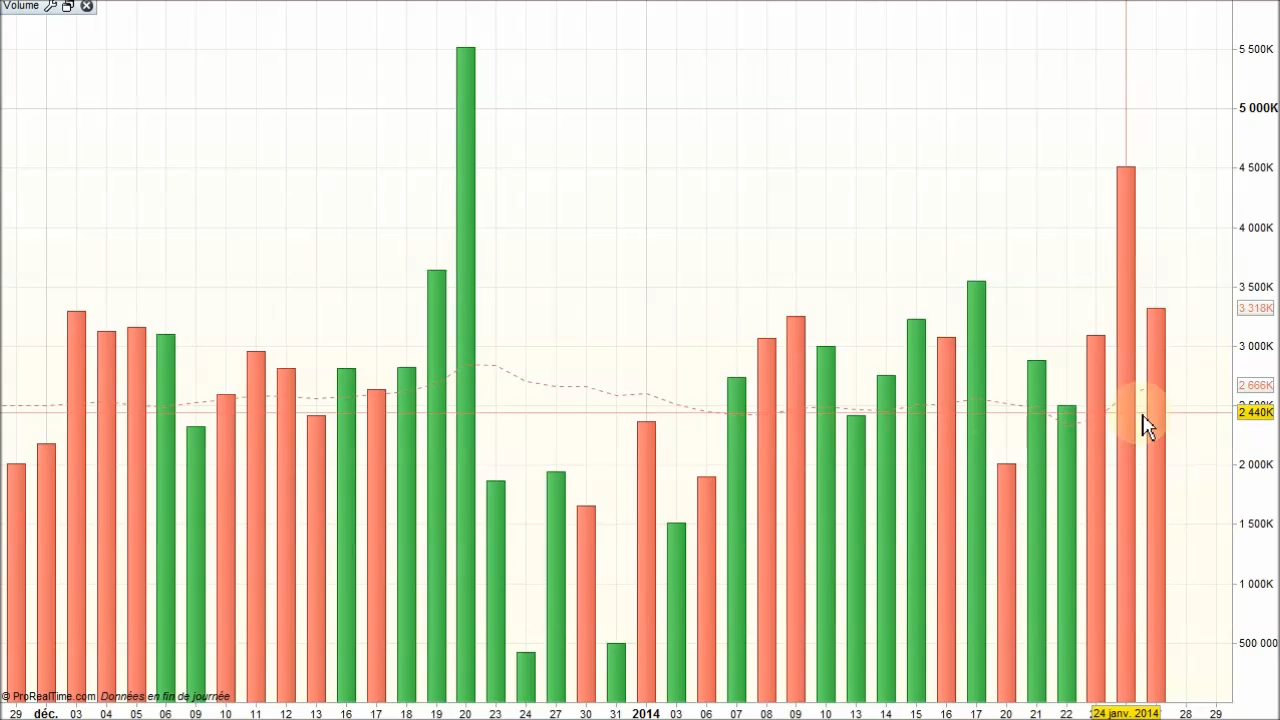 Volume
5 500K
5 000K
4 500K
4 000K
3 500K
3 318K
3 000K
2 666K
2 440K
2 000K
1 500K
1 000K
500 000
© ProRealTime.com Données en fin de journée
29 déc. 03 04 05 06 09 10 11 12 13 16 17 18 19 20 23 24 27 30 31 2014 03 06 07 08 09 10 13 14 15 16 17 20 21 22 24 janv. 2014 28 29